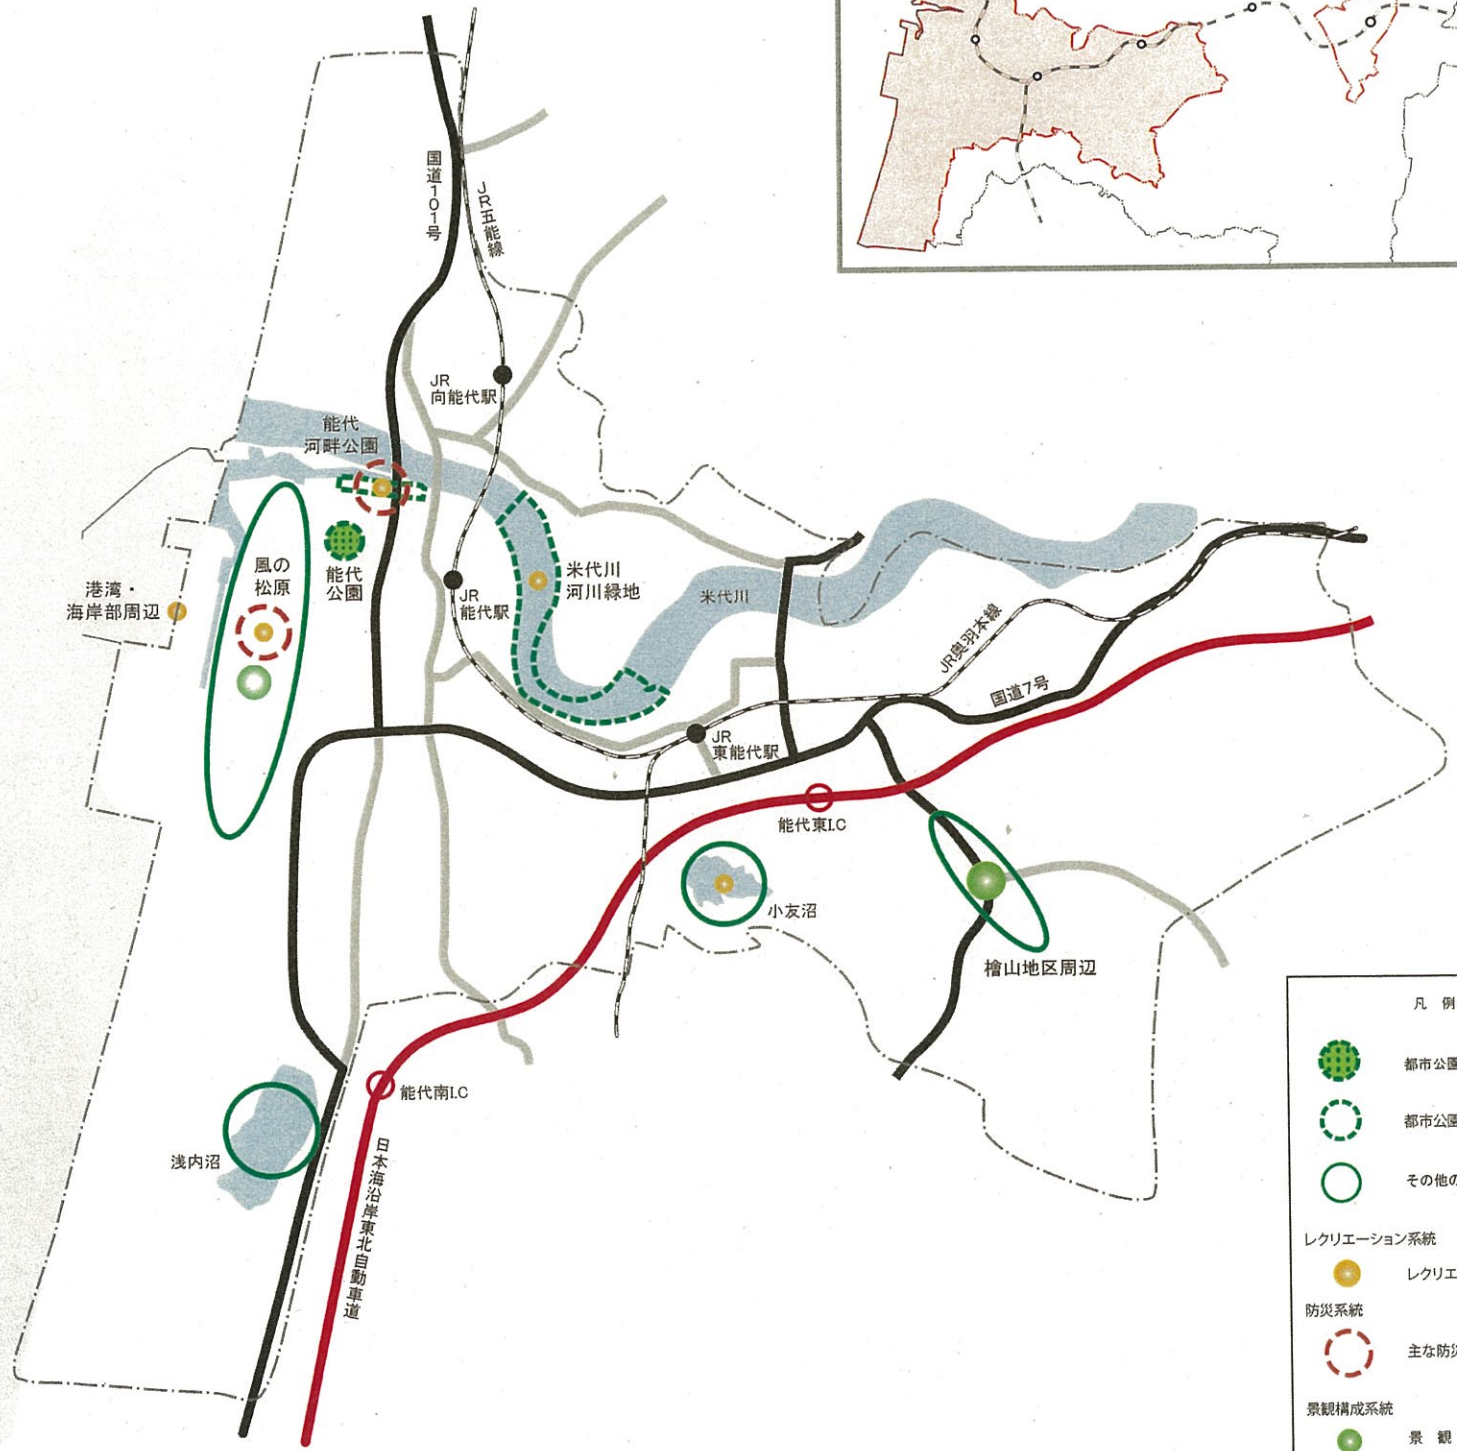 国道101号
JR五能線
JR
向能代駅
能代
河畔公園
風の
松原
能代
公園
港湾・
海岸部周辺
JR
能代駅
米代川
河川緑地
米代川
JR奥羽本線
国道7号
JR
東能代駅
能代東I.C
小友沼
檜山地区周辺
能代南I.C
浅内沼
日本海沿岸東北自動車道
凡 例
都市公園
都市公園
その他の
レクリエーション系統
レクリエ
防災系統
主な防災
景観構成系統
景 観